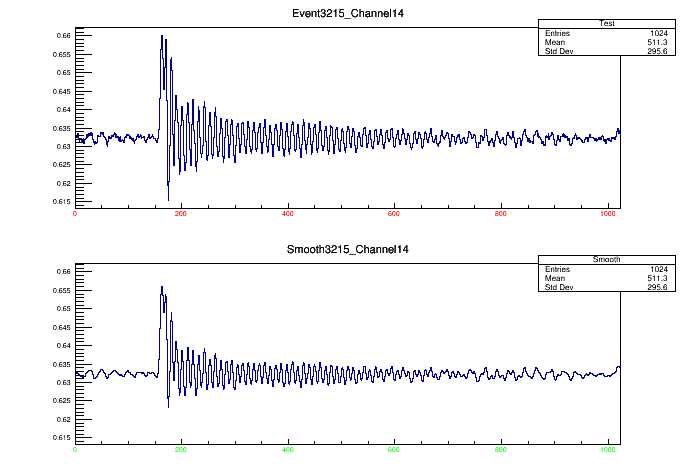 Event3215_Channel14
Test
Entries 1024
Mean 511.3
Std Dev 295.6
0.66
0.655
0.65
0.645
0.64
0.635
0.63
0.625
0.62
0.615
0 200 400 600 800 1000
Smooth3215_Channel14
Smooth
Entries 1024
Mean 511.3
Std Dev 295.6
0.66
0.655
0.65
0.645
0.64
0.635
0.63
0.625
0.62
0.615
0 200 400 600 800 1000